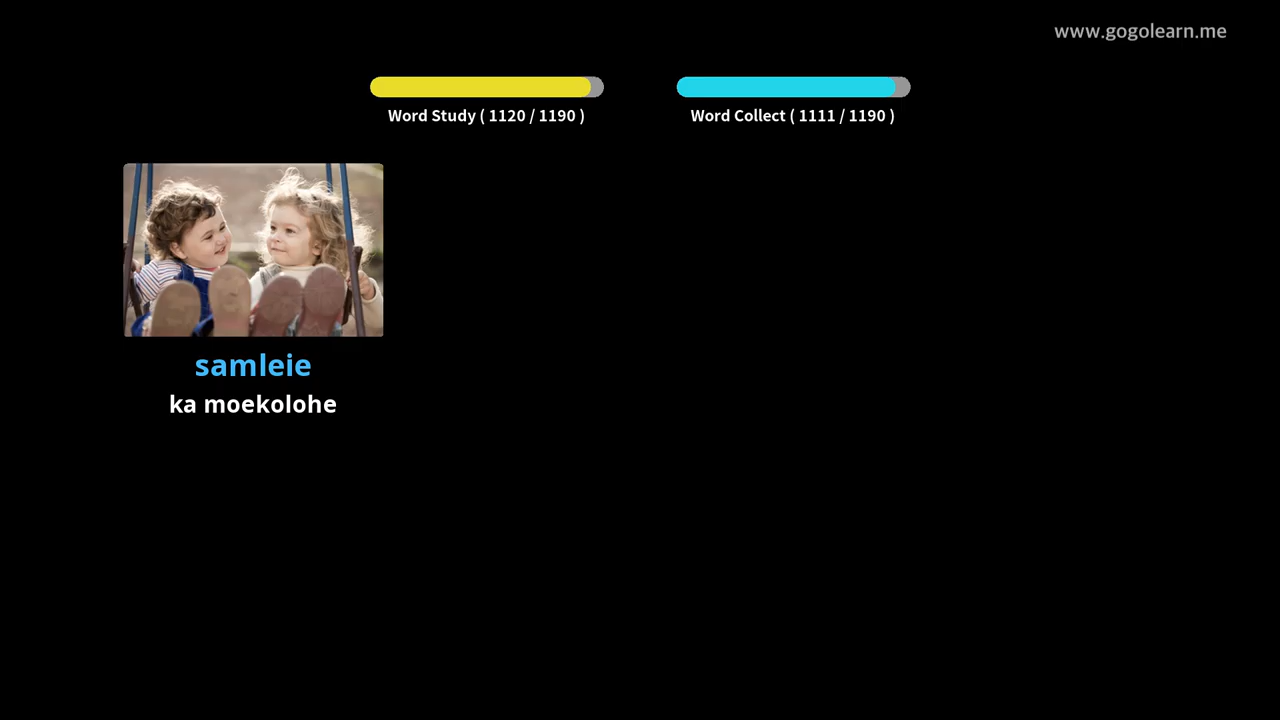 www.gogolearn.me
Word Study ( 1120 / 1190 )
Word Collect ( 1111 / 1190 )
samleie
ka moekolohe